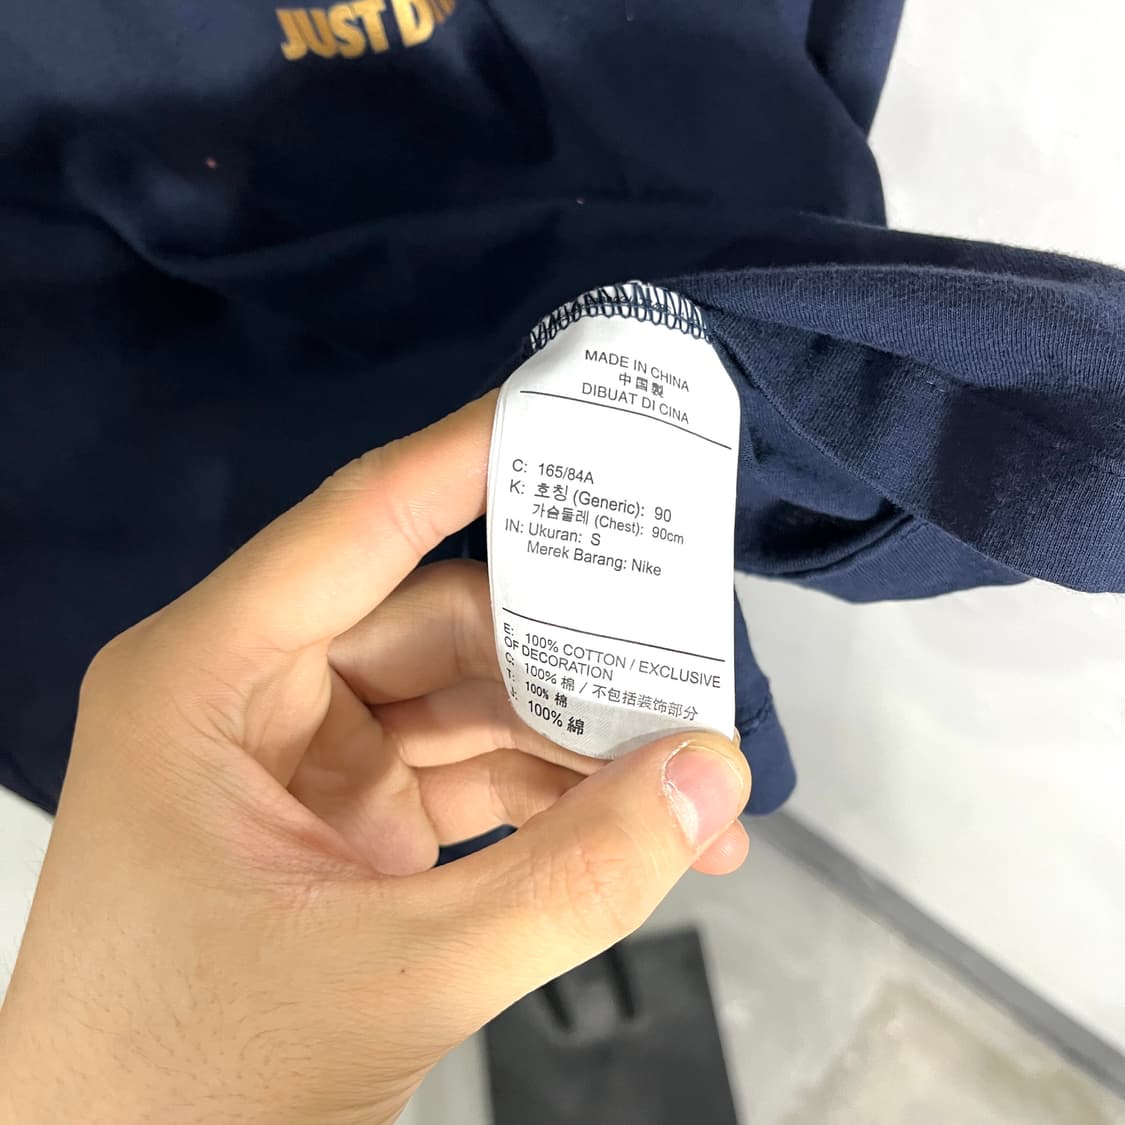 JUST D
MADE IN CHINA
中国製
DIBUAT DI CINA
C: 165/84A
K: 호칭 (Generic): 90
가슴둘레 (Chest): 90cm
IN: Ukuran: S
Merek Barang: Nike
E: 100% COTTON / EXCLUSIVE
OF DECORATION
C: 100% 棉 / 不包括装饰部分
T: 100% 棉
J: 100% 綿